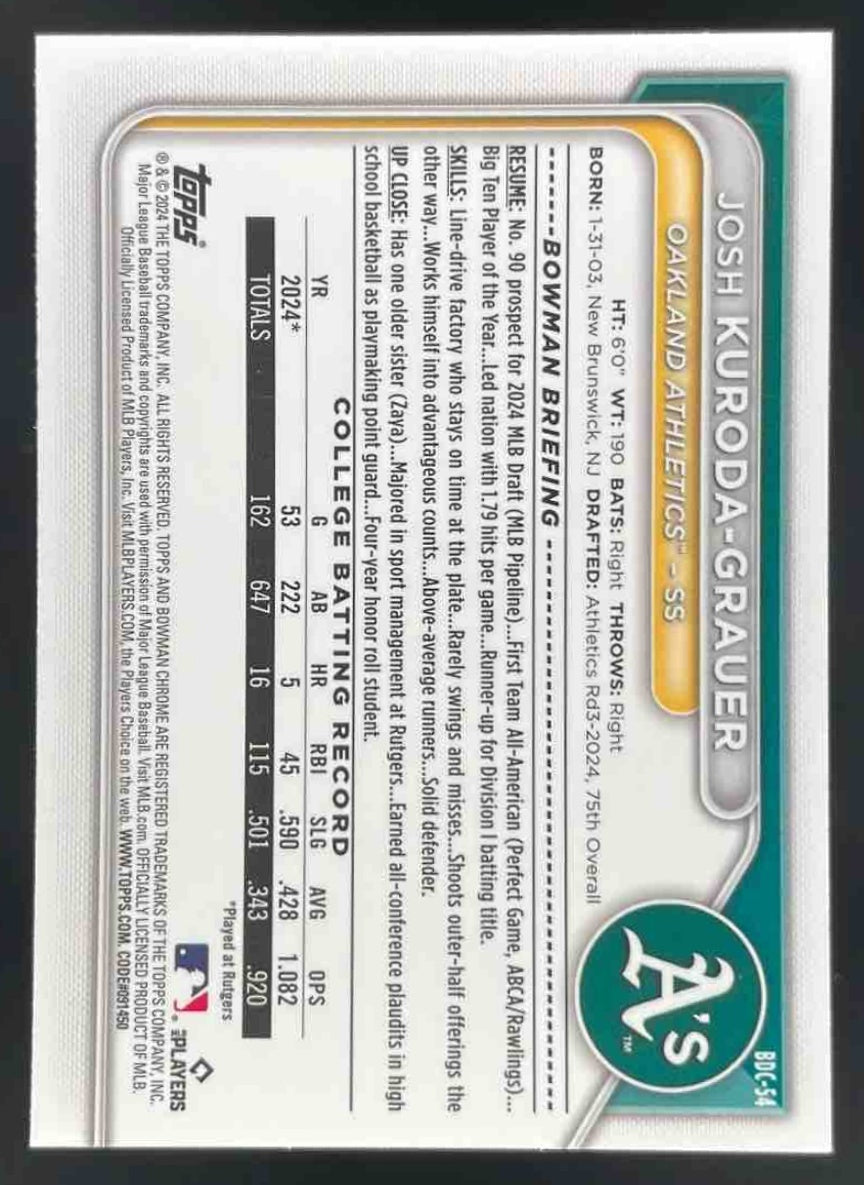 BDC-54
JOSH KURODA-GRAUER
OAKLAND ATHLETICS™ – SS
A's™
HT: 6'0" WT: 190 BATS: Right THROWS: Right
BORN: 1-31-03, New Brunswick, NJ DRAFTED: Athletics Rd3-2024, 75th Overall
BOWMAN BRIEFING
RESUME: No. 90 prospect for 2024 MLB Draft (MLB Pipeline)...First Team All-American (Perfect Game, ABCA/Rawlings)...
Big Ten Player of the Year...Led nation with 1.79 hits per game...Runner-up for Division I batting title.
SKILLS: Line-drive factory who stays on time at the plate...Rarely swings and misses...Shoots outer-half offerings the
other way...Works himself into advantageous counts...Above-average runners...Solid defender.
UP CLOSE: Has one older sister (Zaya)...Majored in sport management at Rutgers...Earned all-conference plaudits in high
school basketball as playmaking point guard...Four-year honor roll student.
COLLEGE BATTING RECORD
YR G AB HR RBI SLG AVG OPS
2024* 53 222 5 45 .590 .428 1.082
TOTALS 162 647 16 115 .501 .343 .920
*Played at Rutgers
topps®
PLAYERS
® & © 2024 THE TOPPS COMPANY, INC. ALL RIGHTS RESERVED. TOPPS AND BOWMAN CHROME ARE REGISTERED TRADEMARKS OF THE TOPPS COMPANY, INC.
Major League Baseball trademarks and copyrights are used with permission of Major League Baseball. Visit MLB.com. OFFICIALLY LICENSED PRODUCT OF MLB.
Officially Licensed Product of MLB Players, Inc. Visit MLBPLAYERS.COM, the Players Choice on the web. WWW.TOPPS.COM. CODE#091450